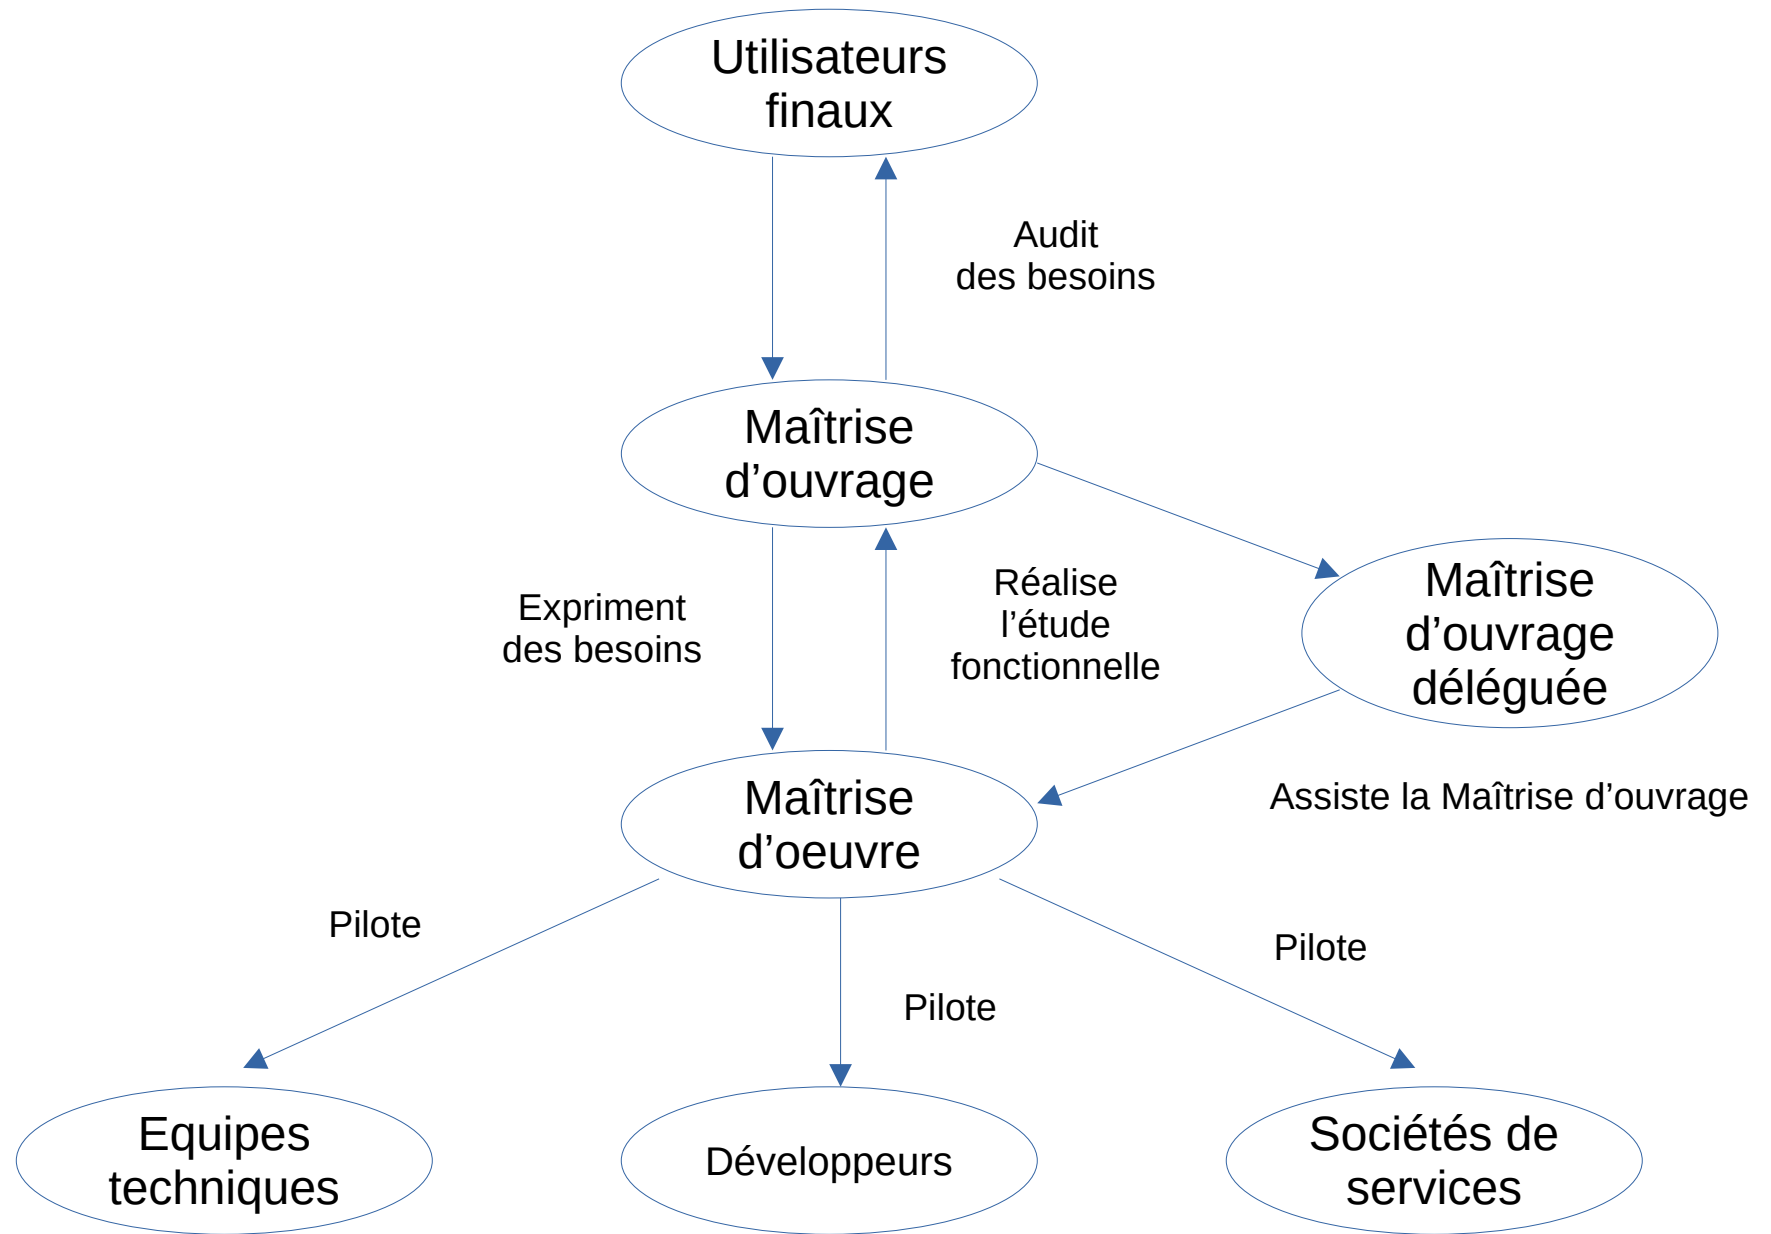 Utilisateurs
finaux
Audit
des besoins
Maîtrise
d’ouvrage
Expriment
des besoins
Réalise
l’étude
fonctionnelle
Maîtrise
d’ouvrage
déléguée
Maîtrise
d’oeuvre
Assiste la Maîtrise d’ouvrage
Pilote
Pilote
Pilote
Equipes
techniques
Développeurs
Sociétés de
services